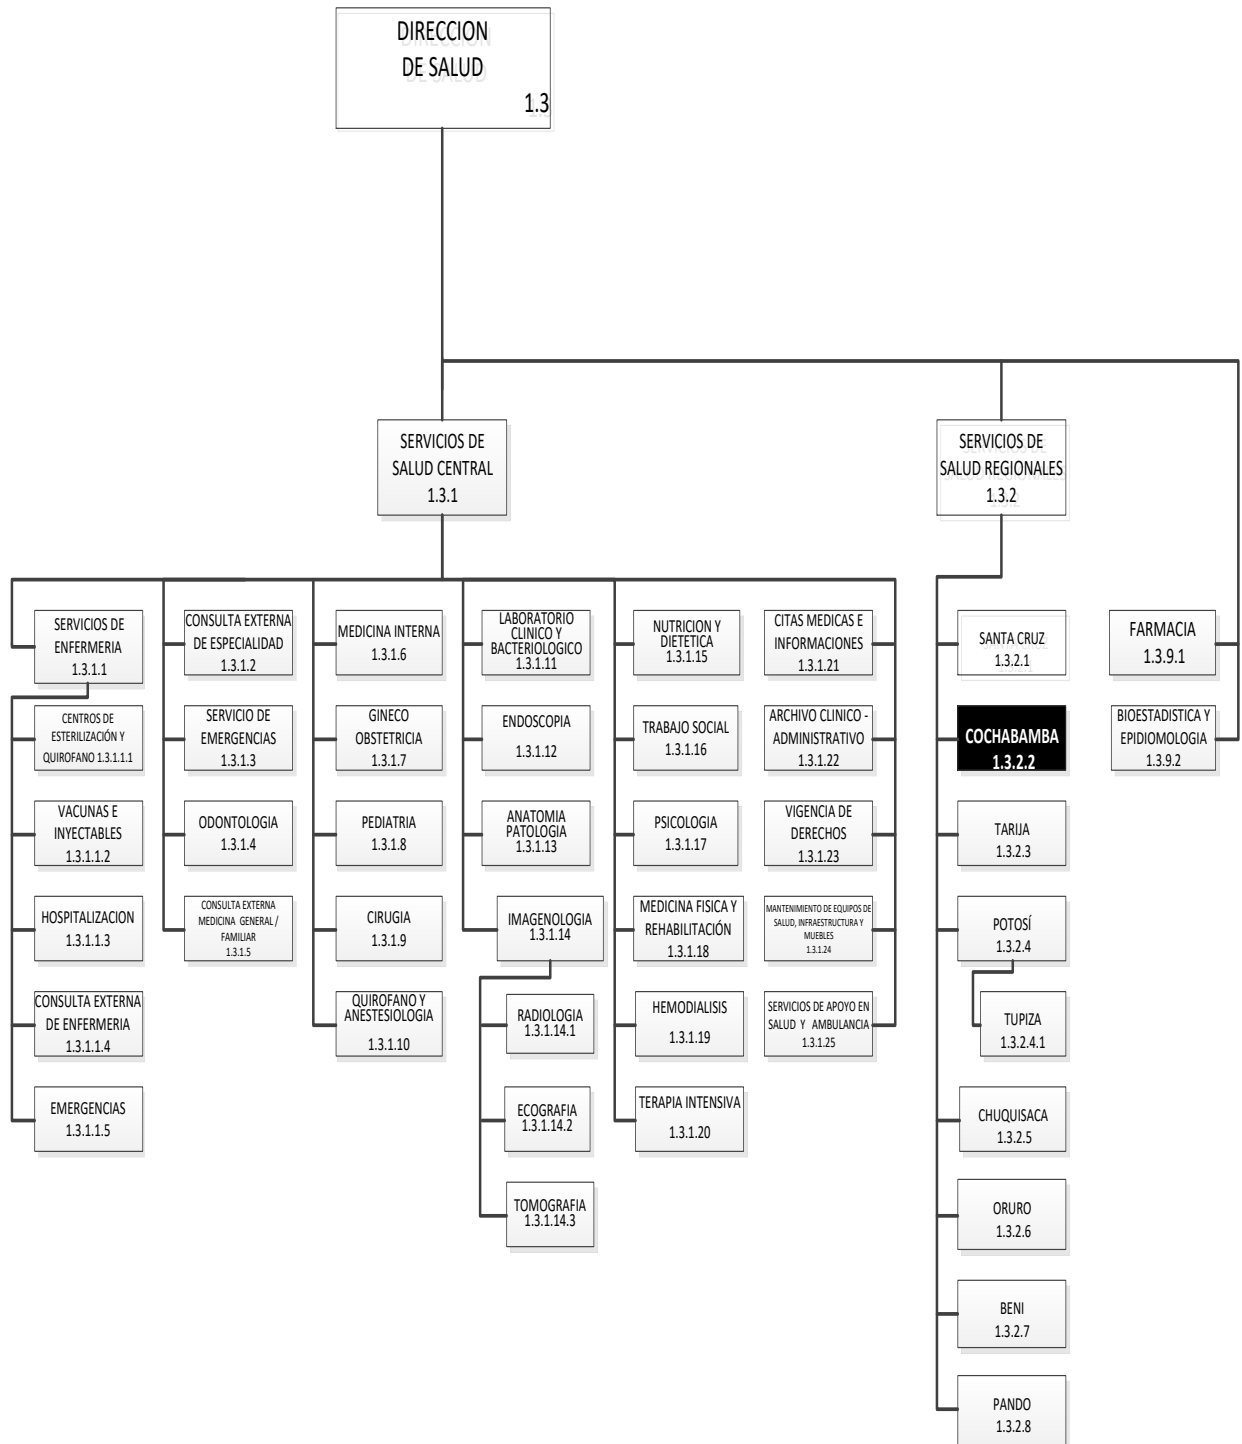 DIRECCION
DE SALUD
1.3
SERVICIOS DE
SALUD CENTRAL
1.3.1
SERVICIOS DE
SALUD REGIONALES
1.3.2
SERVICIOS DE
ENFERMERIA
1.3.1.1
CENTROS DE
ESTERILIZACIÓN Y
QUIROFANO 1.3.1.1.1
VACUNAS E
INYECTABLES
1.3.1.1.2
HOSPITALIZACION
1.3.1.1.3
CONSULTA EXTERNA
DE ENFERMERIA
1.3.1.1.4
EMERGENCIAS
1.3.1.1.5
CONSULTA EXTERNA
DE ESPECIALIDAD
1.3.1.2
SERVICIO DE
EMERGENCIAS
1.3.1.3
ODONTOLOGIA
1.3.1.4
CONSULTA EXTERNA
MEDICINA GENERAL /
FAMILIAR
1.3.1.5
MEDICINA INTERNA
1.3.1.6
GINECO
OBSTETRICIA
1.3.1.7
PEDIATRIA
1.3.1.8
CIRUGIA
1.3.1.9
QUIROFANO Y
ANESTESIOLOGIA
1.3.1.10
LABORATORIO
CLINICO Y
BACTERIOLOGICO
1.3.1.11
ENDOSCOPIA
1.3.1.12
ANATOMIA
PATOLOGIA
1.3.1.13
IMAGENOLOGIA
1.3.1.14
RADIOLOGIA
1.3.1.14.1
ECOGRAFIA
1.3.1.14.2
TOMOGRAFIA
1.3.1.14.3
NUTRICION Y
DIETETICA
1.3.1.15
TRABAJO SOCIAL
1.3.1.16
PSICOLOGIA
1.3.1.17
MEDICINA FISICA Y
REHABILITACIÓN
1.3.1.18
HEMODIALISIS
1.3.1.19
TERAPIA INTENSIVA
1.3.1.20
CITAS MEDICAS E
INFORMACIONES
1.3.1.21
ARCHIVO CLINICO -
ADMINISTRATIVO
1.3.1.22
VIGENCIA DE
DERECHOS
1.3.1.23
MANTENIMIENTO DE EQUIPOS DE
SALUD, INFRAESTRUCTURA Y
MUEBLES
1.3.1.24
SERVICIOS DE APOYO EN
SALUD Y AMBULANCIA
1.3.1.25
SANTA CRUZ
1.3.2.1
COCHABAMBA
1.3.2.2
TARIJA
1.3.2.3
POTOSÍ
1.3.2.4
TUPIZA
1.3.2.4.1
CHUQUISACA
1.3.2.5
ORURO
1.3.2.6
BENI
1.3.2.7
PANDO
1.3.2.8
FARMACIA
1.3.9.1
BIOESTADISTICA Y
EPIDIOMOLOGIA
1.3.9.2